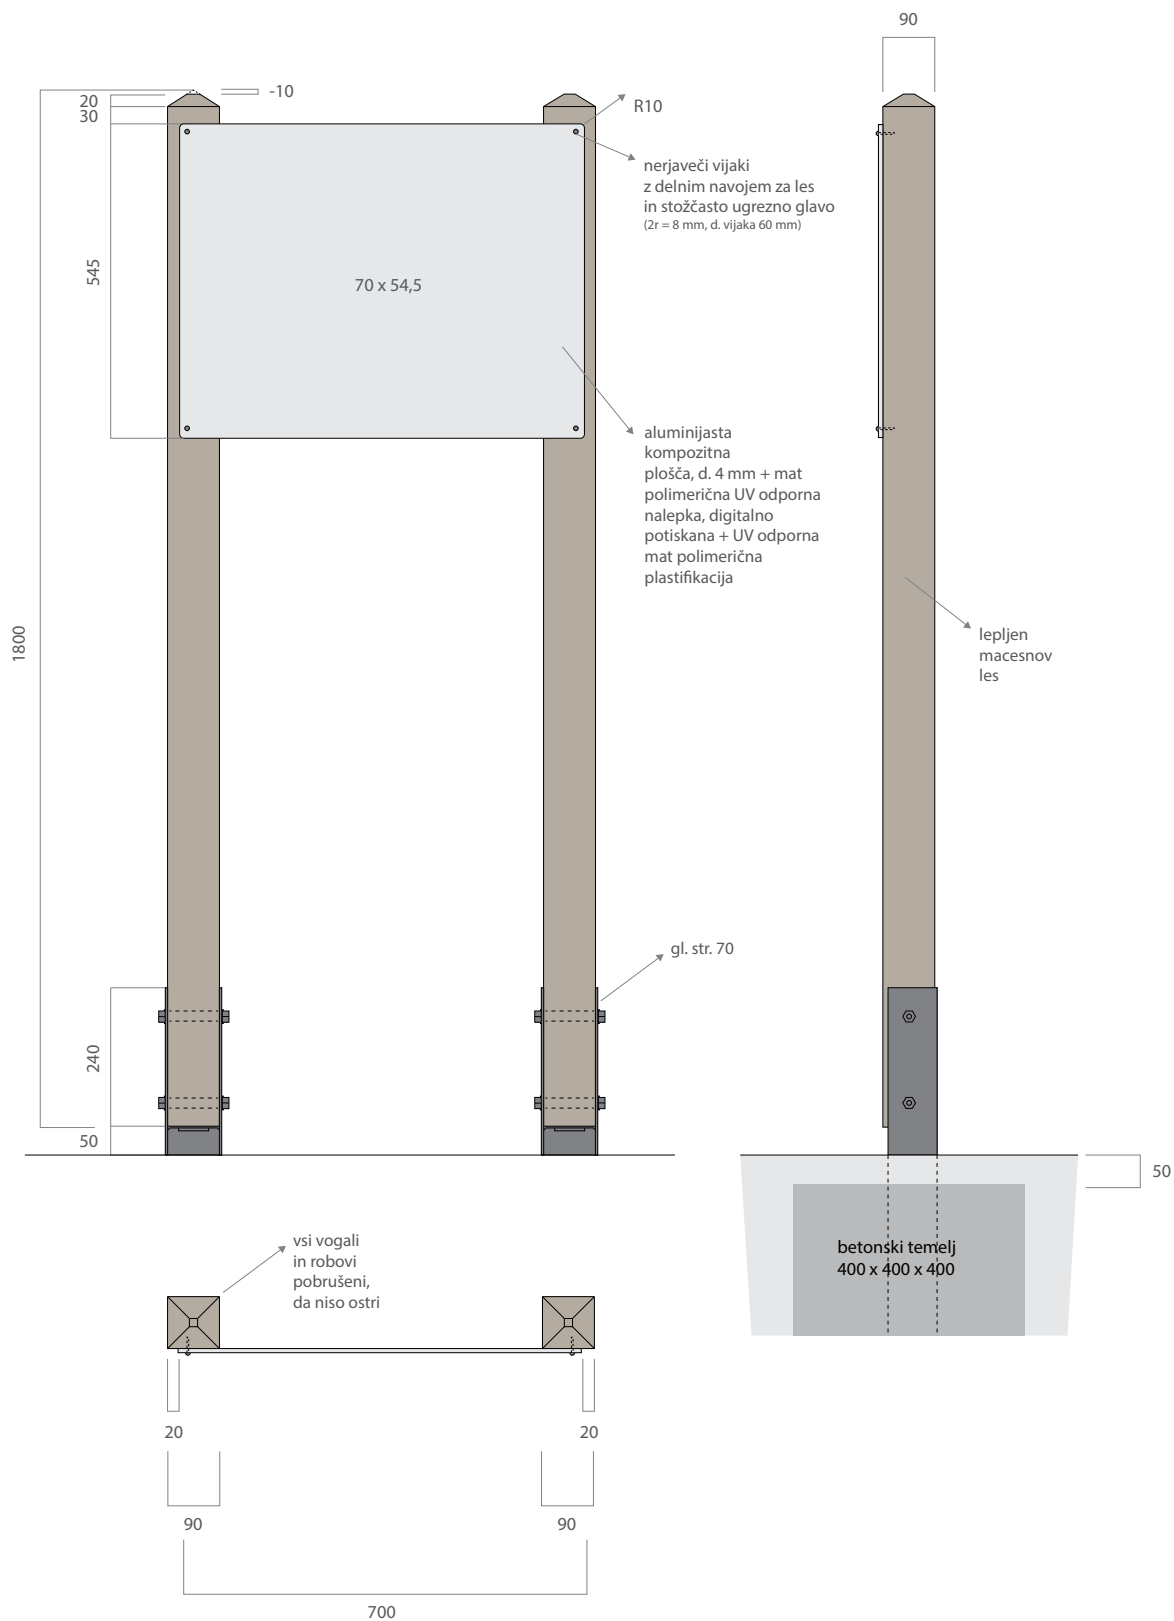 90
-10
20
30
R10
nerjaveči vijaki
z delnim navojem za les
in stožčasto ugrezno glavo
(2r = 8 mm, d. vijaka 60 mm)
545
70 x 54,5
aluminijasta
kompozitna
plošča, d. 4 mm + mat
polimerična UV odporna
nalepka, digitalno
potiskana + UV odporna
mat polimerična
plastifikacija
1800
lepljen
macesnov
les
gl. str. 70
240
50
50
betonski temelj
400 x 400 x 400
vsi vogali
in robovi
pobrušeni,
da niso ostri
20
20
90
90
700